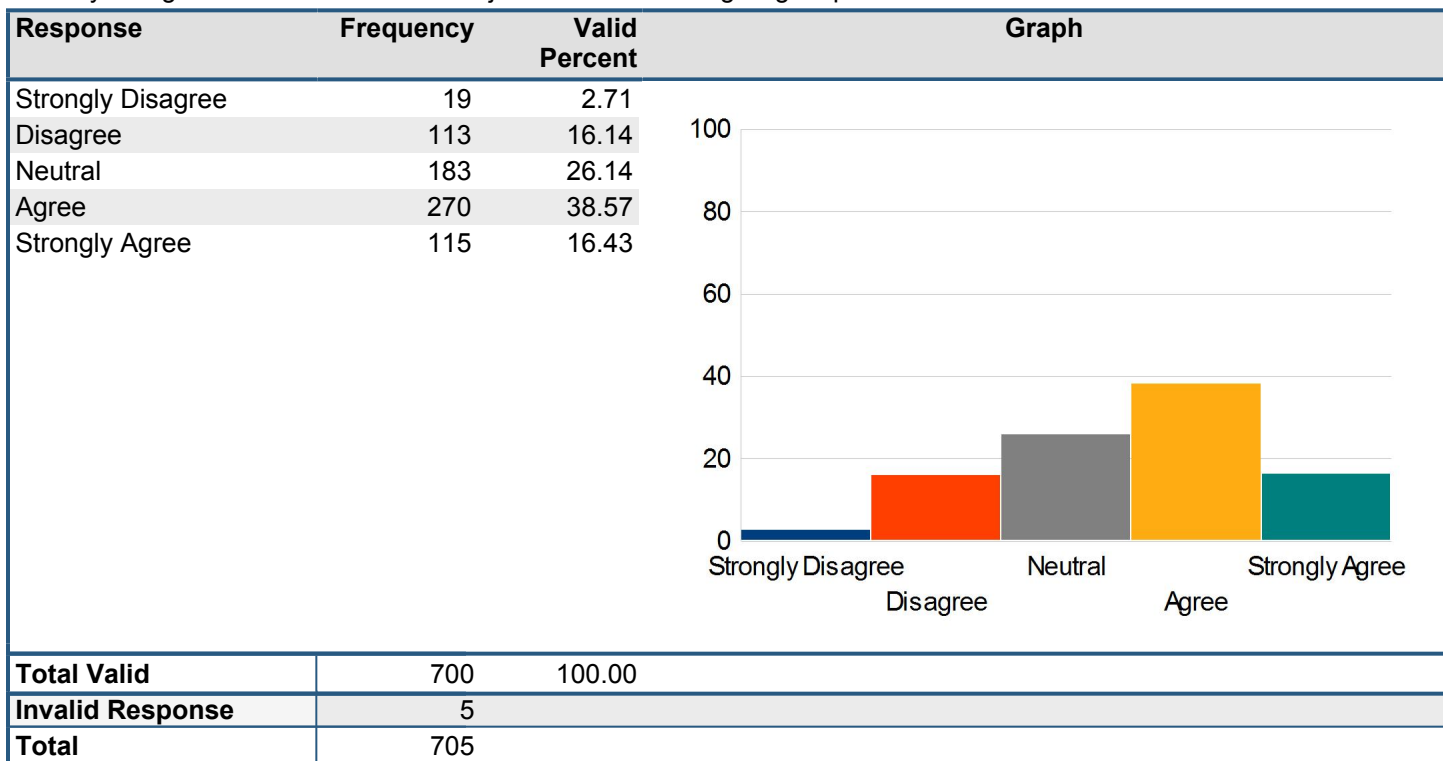 Response Frequency Valid Percent Graph
Strongly Disagree 19 2.71
Disagree 113 16.14
Neutral 183 26.14
Agree 270 38.57
Strongly Agree 115 16.43
100
80
60
40
20
0
Strongly Disagree Neutral Strongly Agree
Disagree Agree
Total Valid 700 100.00
Invalid Response 5
Total 705